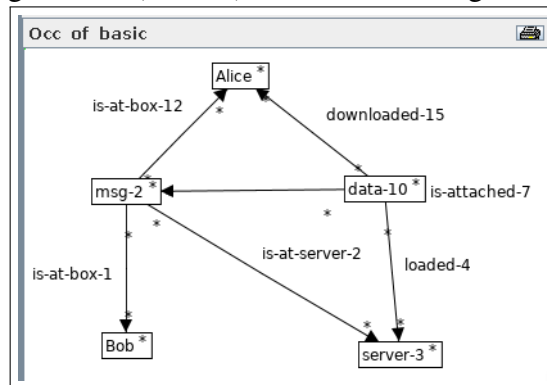 Occ of basic
Alice *
is-at-box-12
*
*
downloaded-15
*
*
msg-2 *
data-10 *
is-attached-7
*
*
*
*
is-at-server-2
loaded-4
is-at-box-1
*
*
*
Bob *
server-3 *